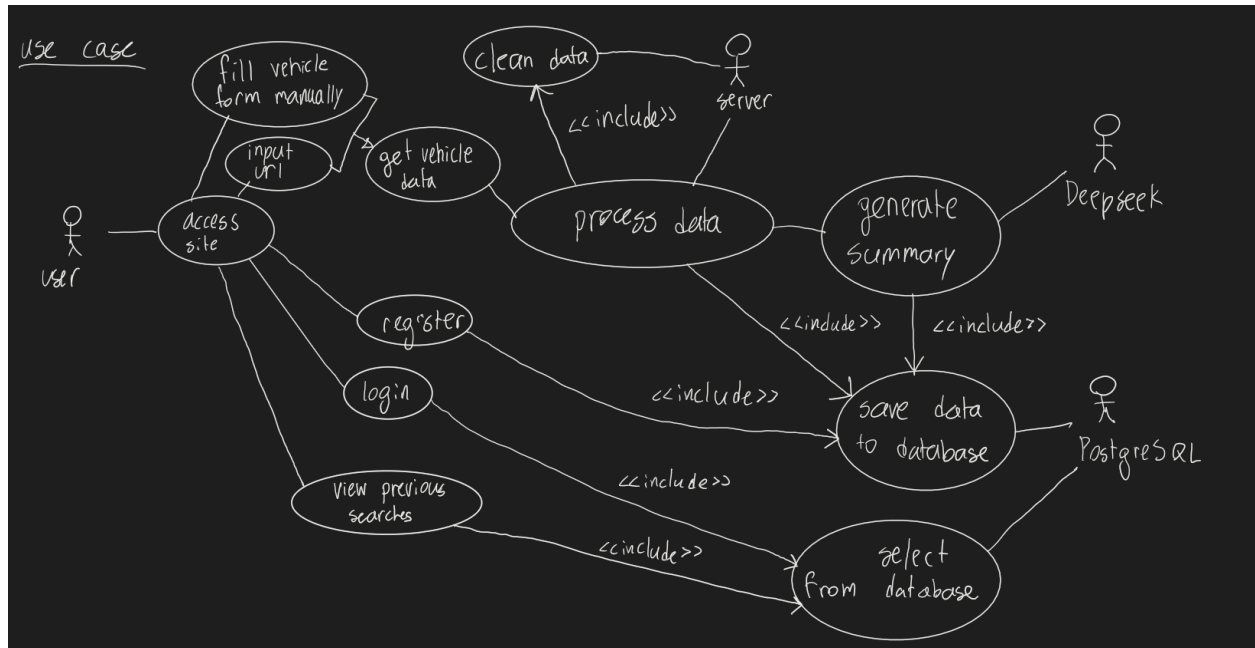 use case
fill vehicle
form manually
input
url
get vehicle
data
clean data
server
<<include>>
process data
generate
summary
Deepseek
access
site
user
register
login
view previous
searches
<<include>>
<<include>>
<<include>>
<<include>>
<<include>>
save data
to database
PostgreSQL
select
from database